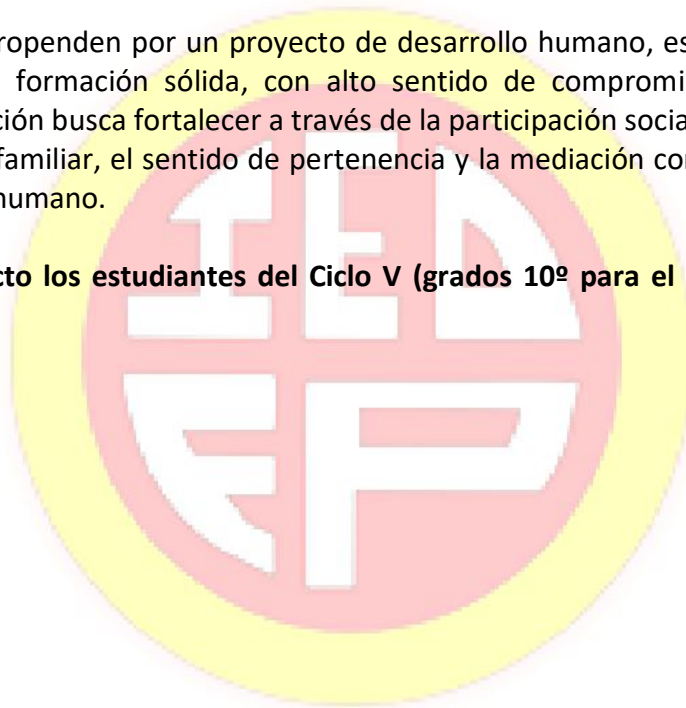 ropenden por un proyecto de desarrollo humano, es
formación sólida, con alto sentido de compromi
ción busca fortalecer a través de la participación socia
familiar, el sentido de pertenencia y la mediación co
humano.
cto los estudiantes del Ciclo V (grados 10º para el
IED
EP